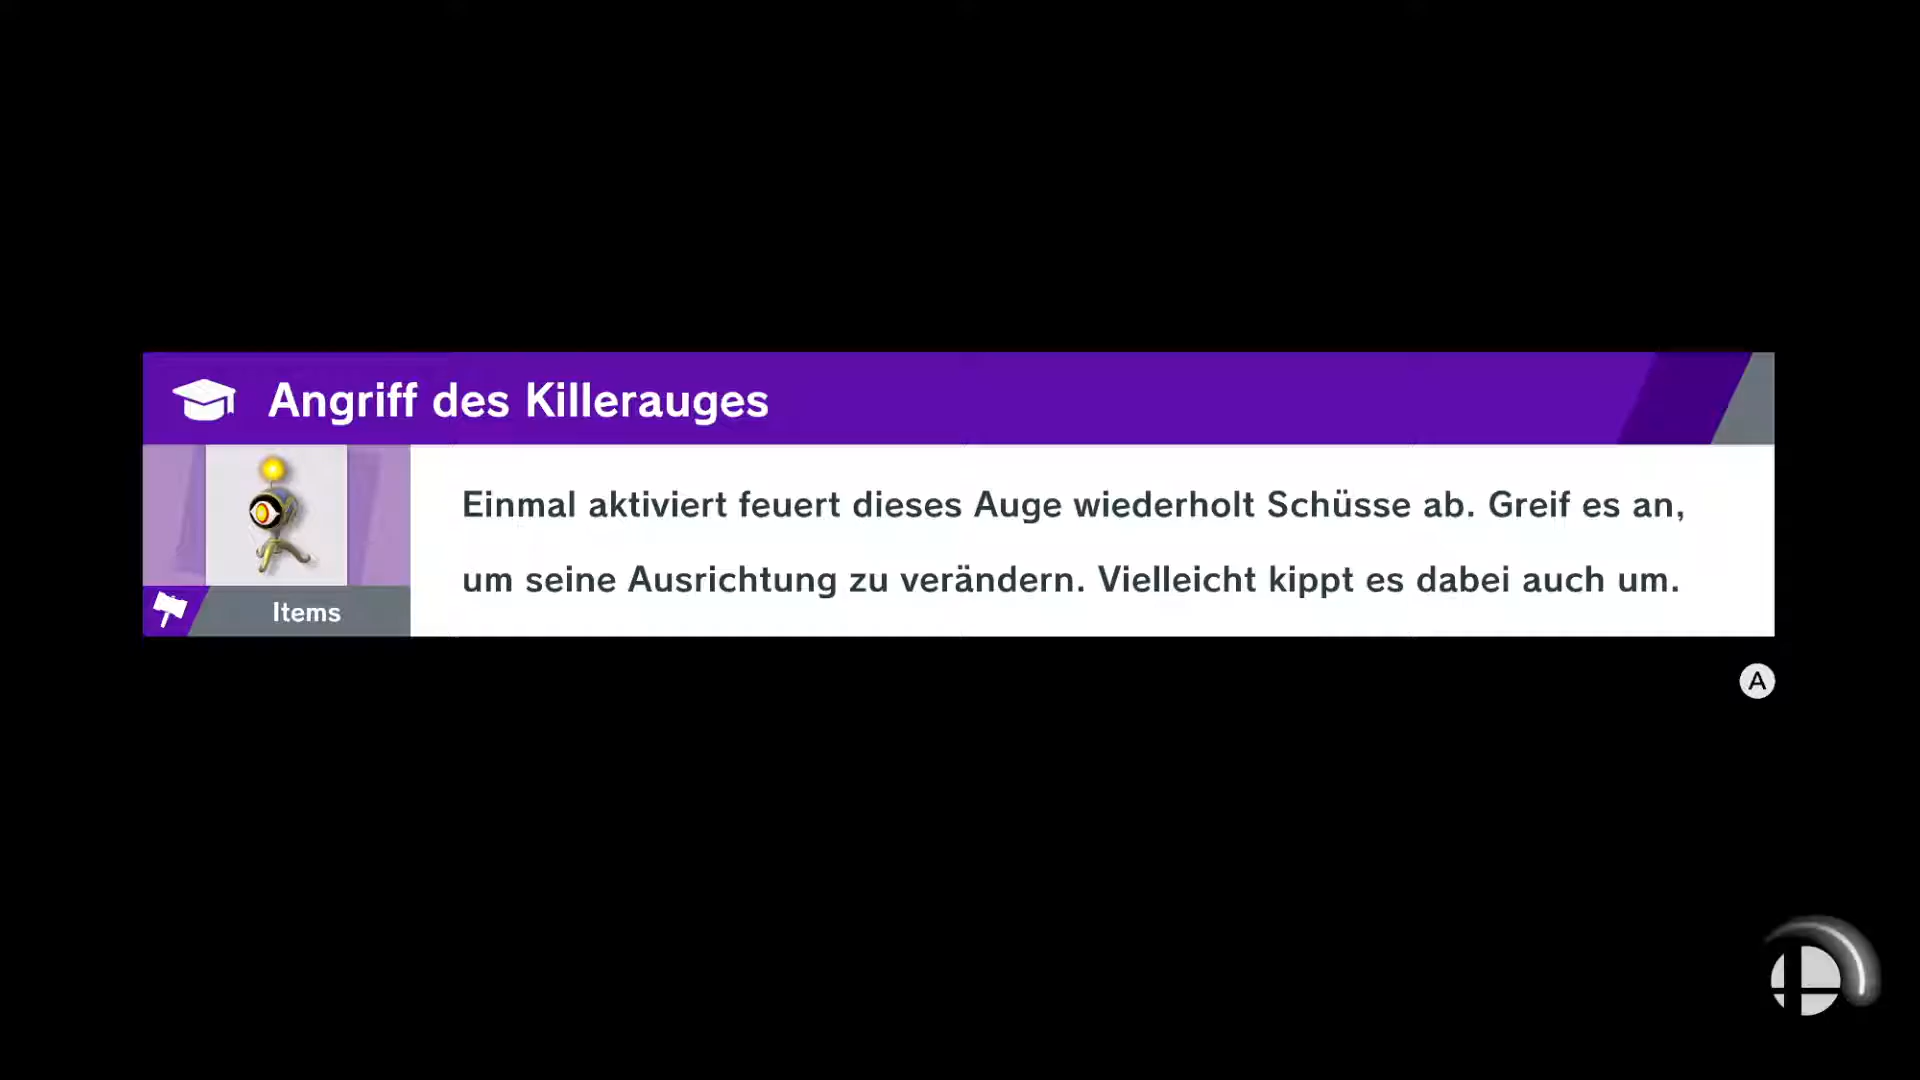 Angriff des Killerauges
Einmal aktiviert feuert dieses Auge wiederholt Schüsse ab. Greif es an,
um seine Ausrichtung zu verändern. Vielleicht kippt es dabei auch um.
Items
A